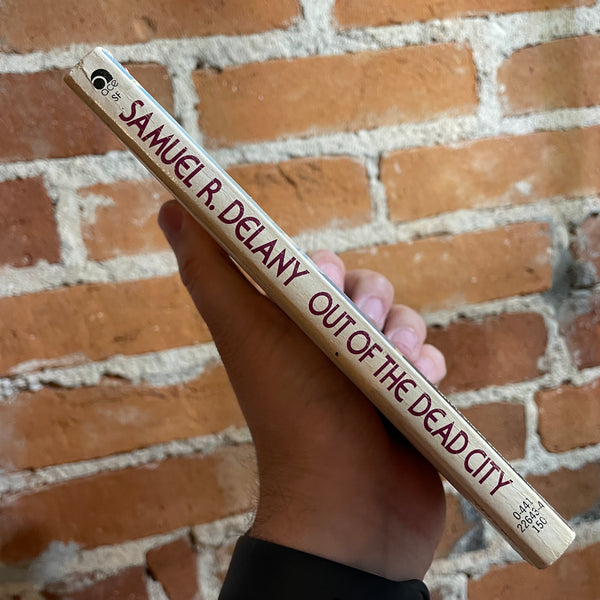 ace
SF
SAMUEL R. DELANY OUT OF THE DEAD CITY
0-441
22643-4
150